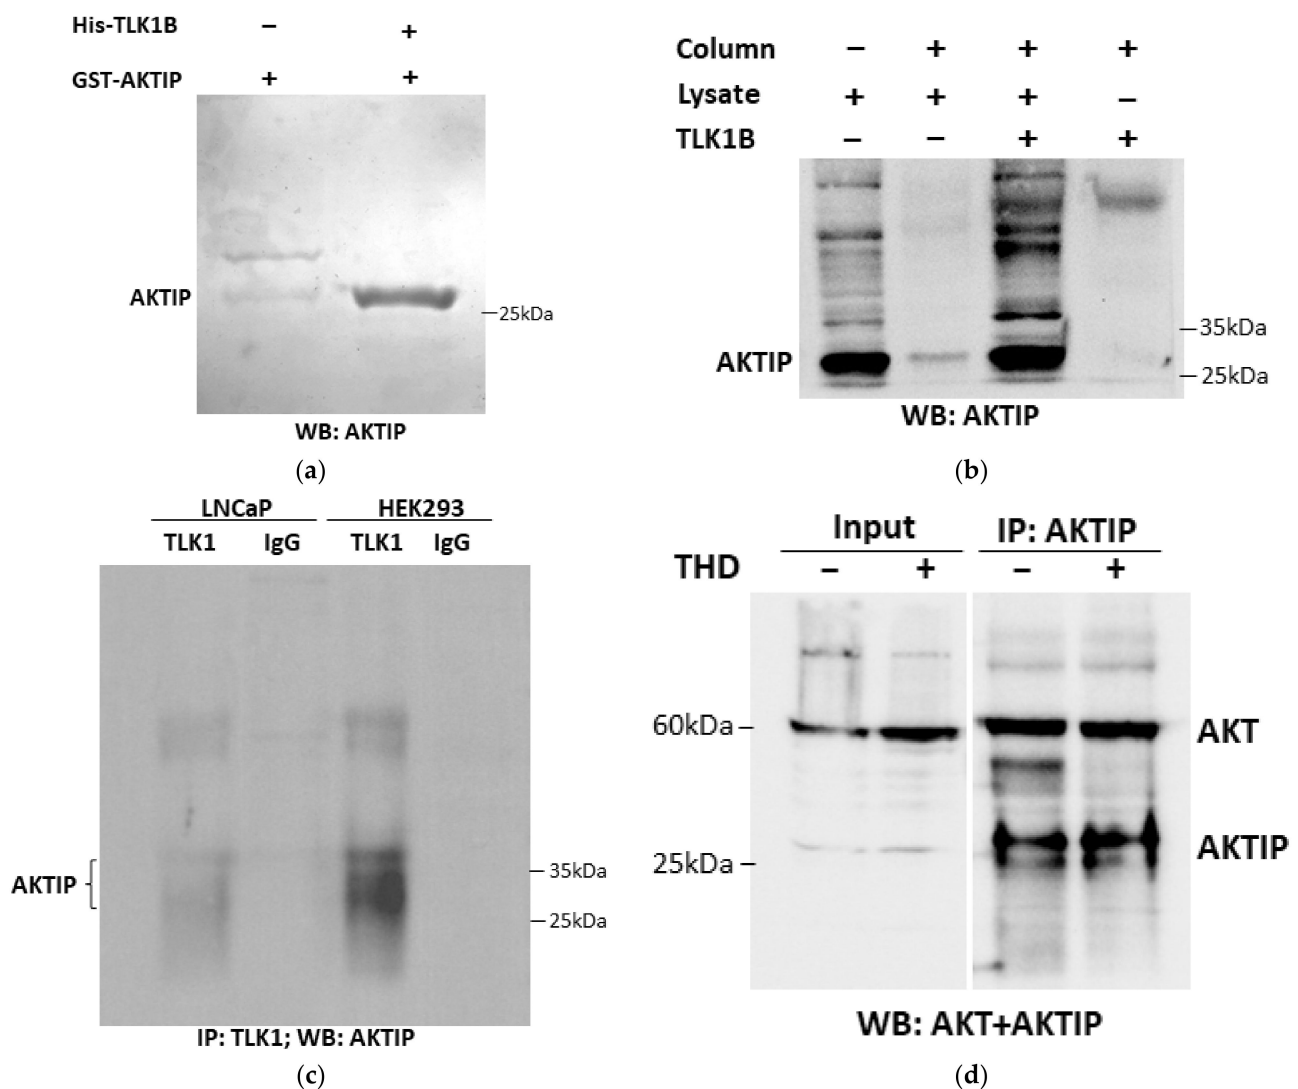 His-TLK1B – +
GST-AKTIP + +
AKTIP
25kDa
WB: AKTIP
(a)
Column – + + +
Lysate + + + –
TLK1B – – + +
35kDa
AKTIP
25kDa
WB: AKTIP
(b)
LNCaP HEK293
TLK1 IgG TLK1 IgG
35kDa
AKTIP
25kDa
IP: TLK1; WB: AKTIP
(c)
Input IP: AKTIP
THD – + – +
60kDa AKT
AKTIP
25kDa
WB: AKT+AKTIP
(d)